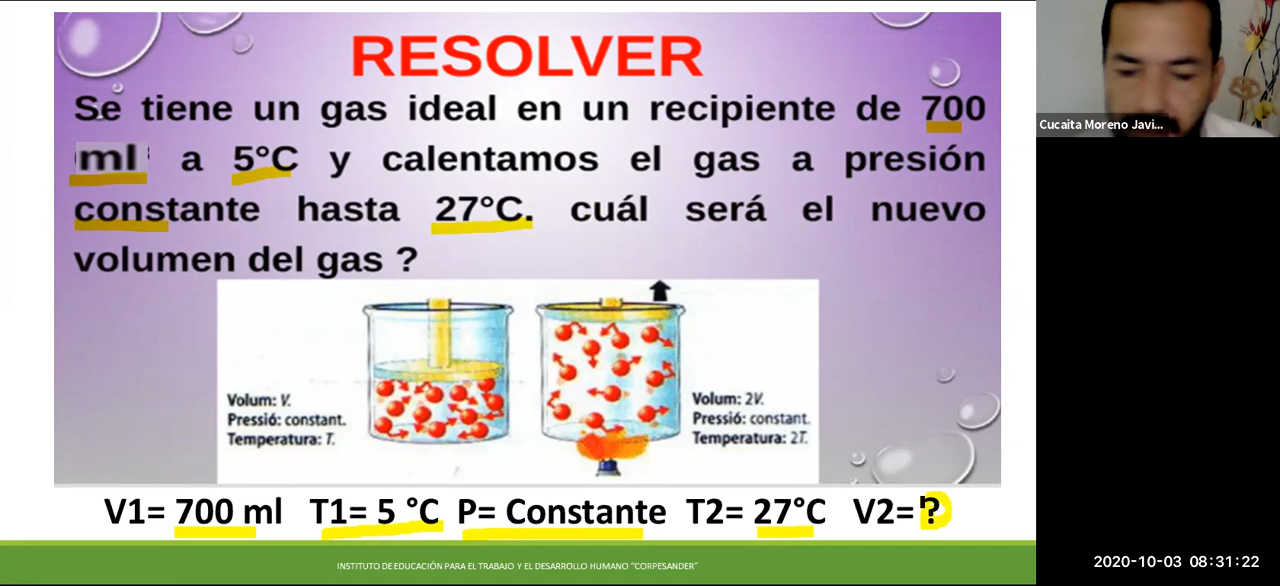 RESOLVER
Se tiene un gas ideal en un recipiente de 700
ml a 5°C y calentamos el gas a presión
constante hasta 27°C. cuál será el nuevo
volumen del gas ?
Volum: V.
Pressió: constant.
Temperatura: T.
Volum: 2V.
Pressió: constant.
Temperatura: 2T.
V1= 700 ml T1= 5 °C P= Constante T2= 27°C V2= ?
INSTITUTO DE EDUCACIÓN PARA EL TRABAJO Y EL DESARROLLO HUMANO "CORPESANDER"
Cucaita Moreno Javi...
2020-10-03 08:31:22